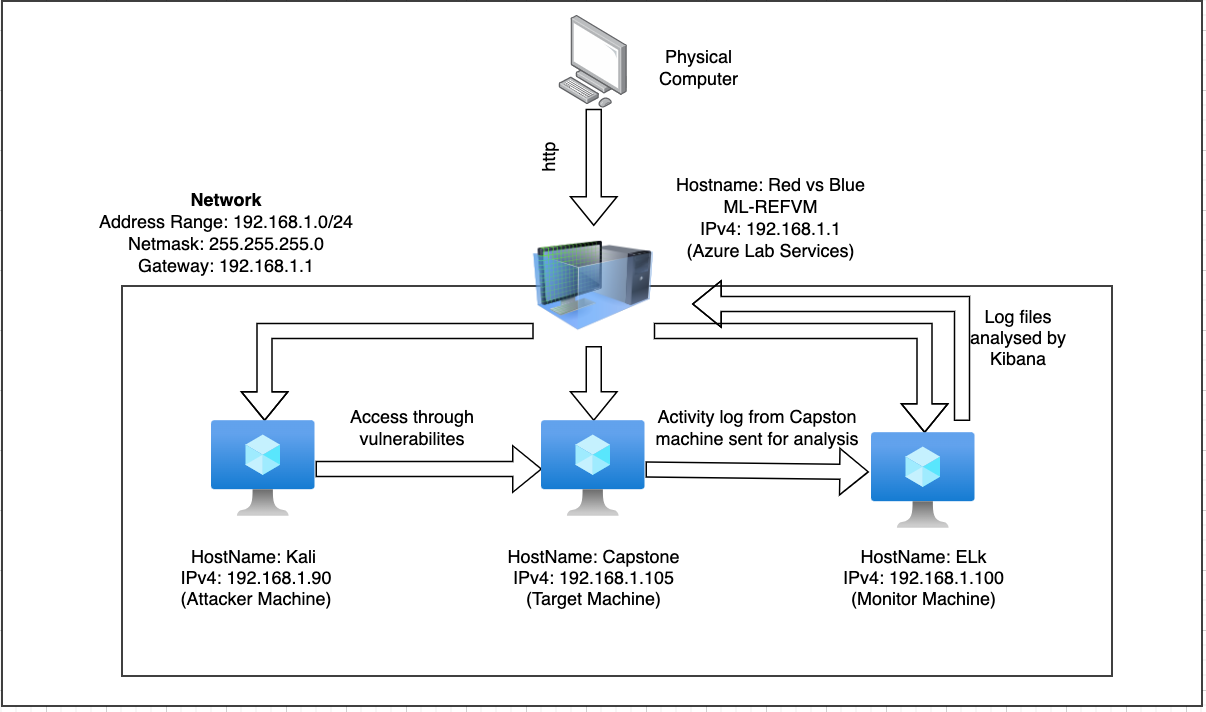 Physical
Computer
http
Hostname: Red vs Blue
ML-REFVM
IPv4: 192.168.1.1
(Azure Lab Services)
Network
Address Range: 192.168.1.0/24
Netmask: 255.255.255.0
Gateway: 192.168.1.1
Log files
analysed by
Kibana
Access through
vulnerabilites
Activity log from Capston
machine sent for analysis
HostName: Kali
IPv4: 192.168.1.90
(Attacker Machine)
HostName: Capstone
IPv4: 192.168.1.105
(Target Machine)
HostName: ELk
IPv4: 192.168.1.100
(Monitor Machine)